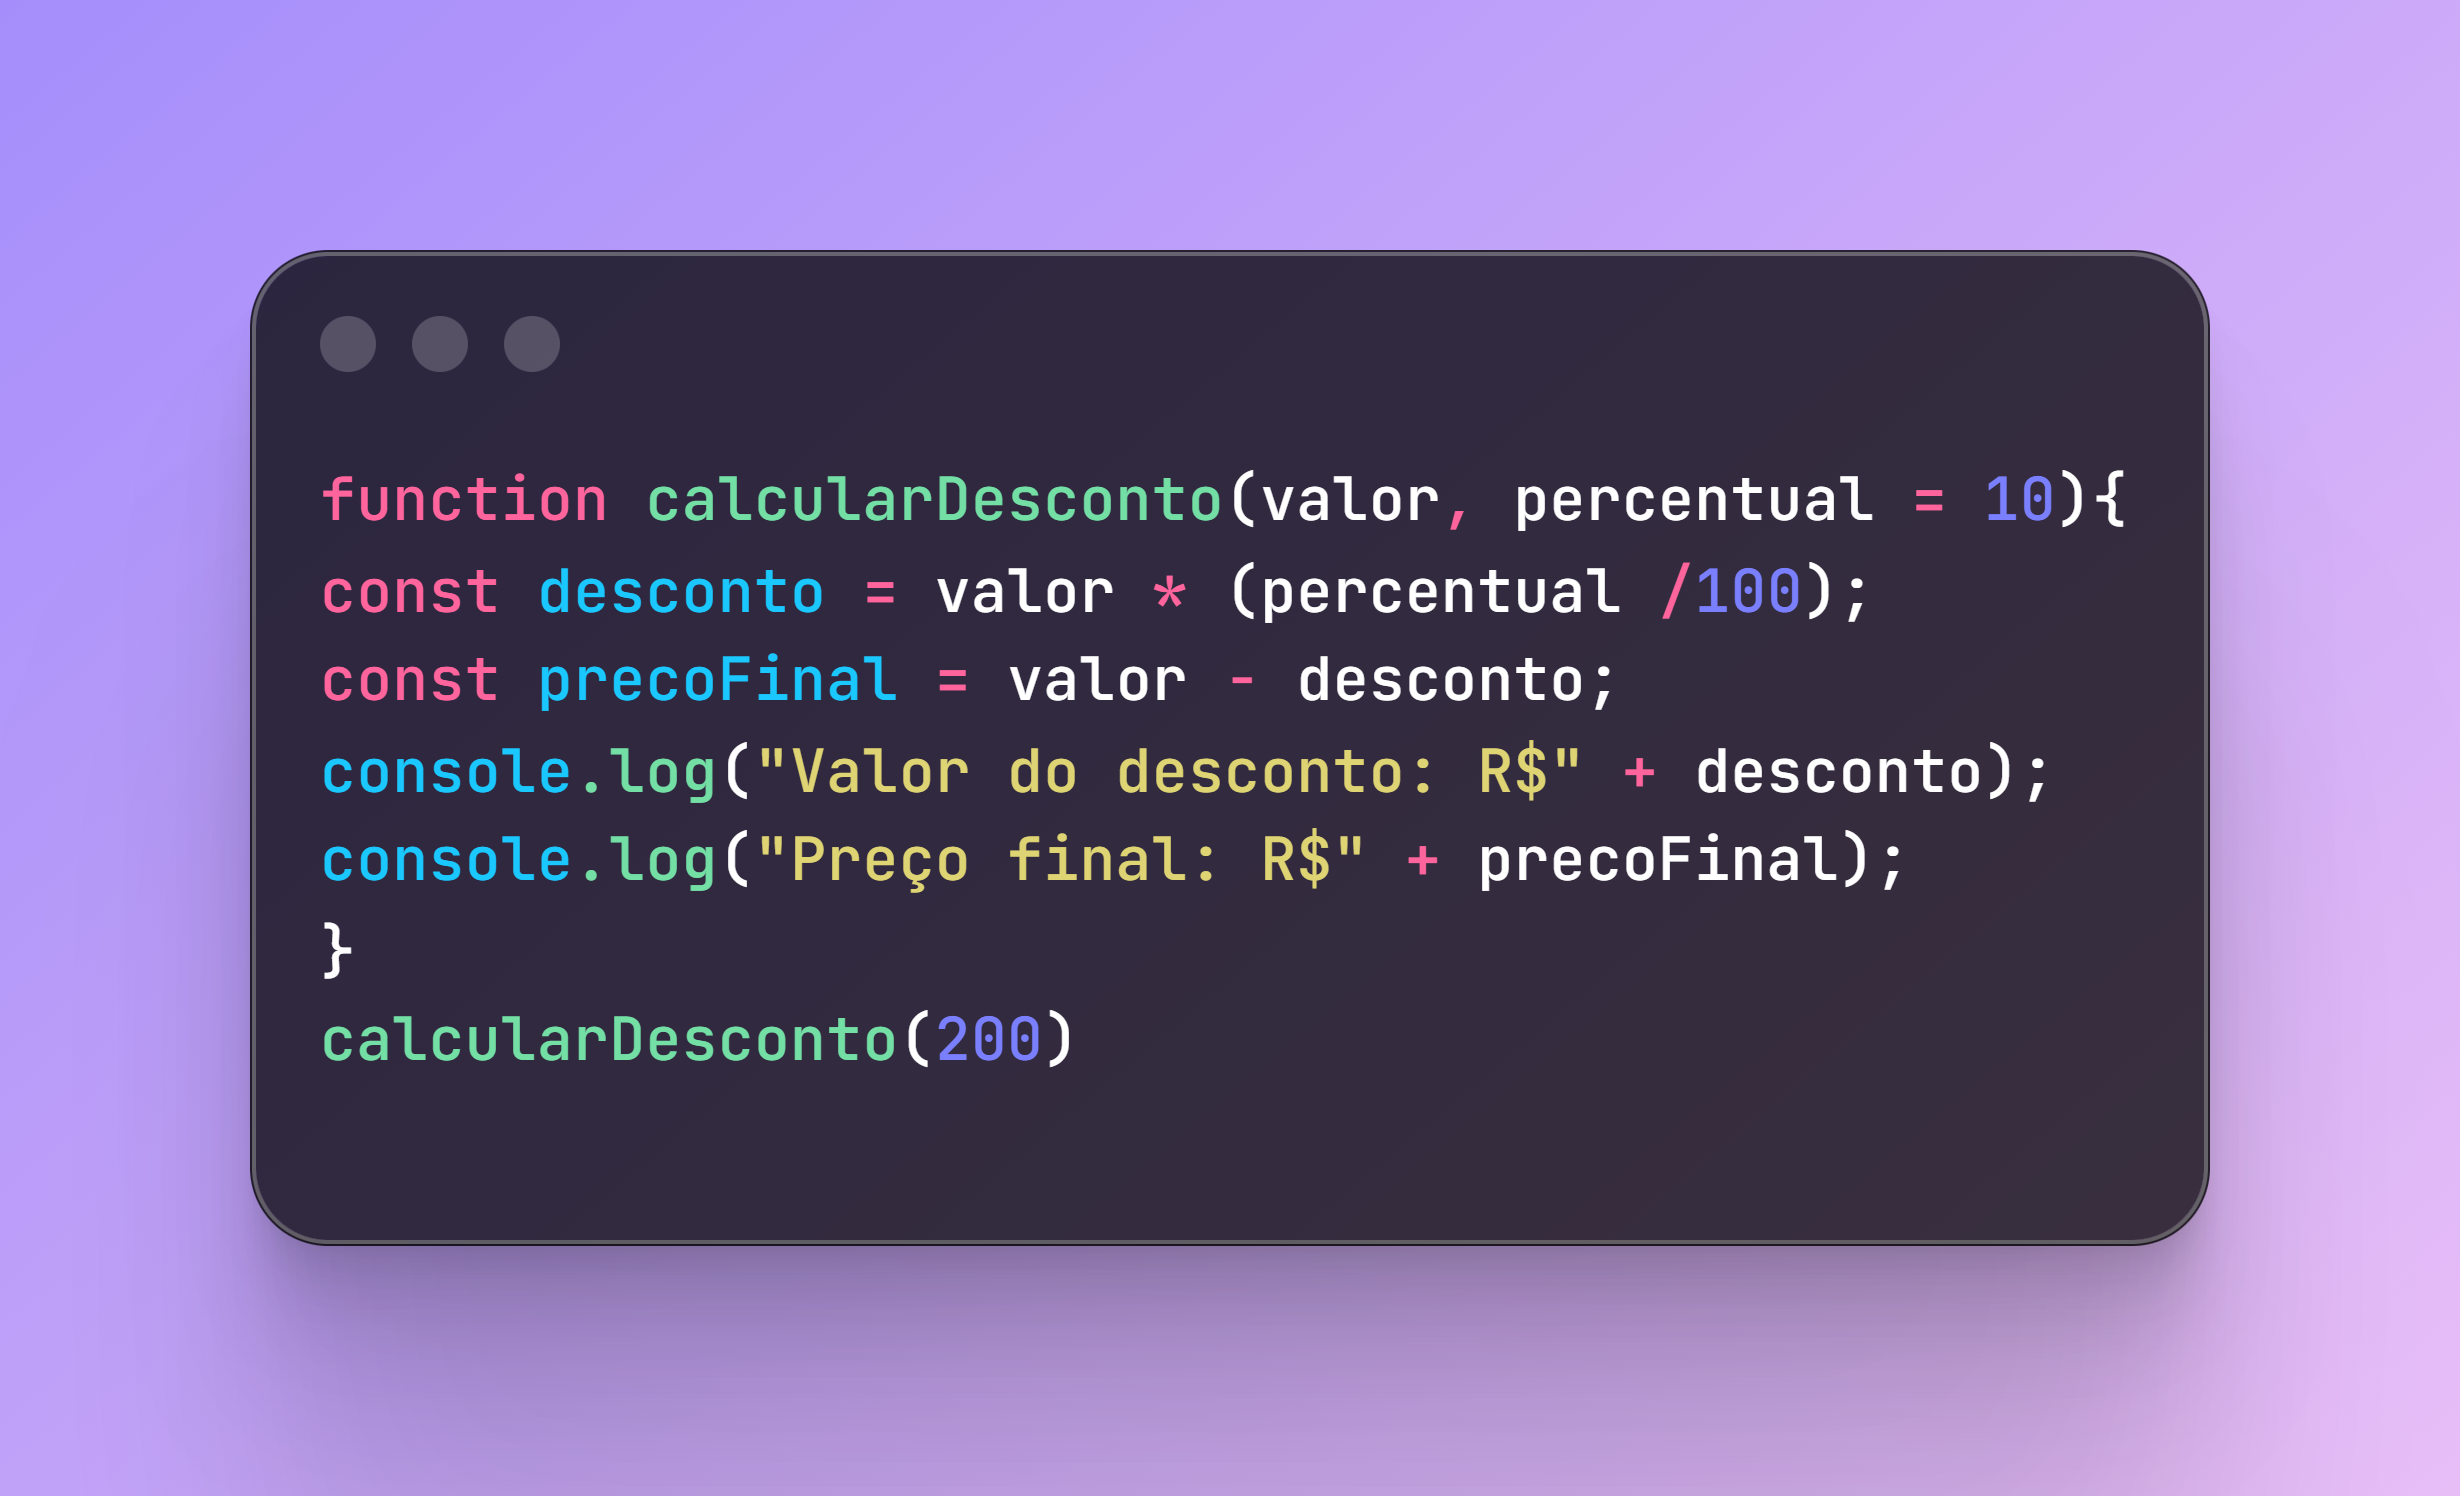 function calcularDesconto(valor, percentual = 10){
const desconto = valor * (percentual /100);
const precoFinal = valor - desconto;
console.log("Valor do desconto: R$" + desconto);
console.log("Preço final: R$" + precoFinal);
}
calcularDesconto(200)